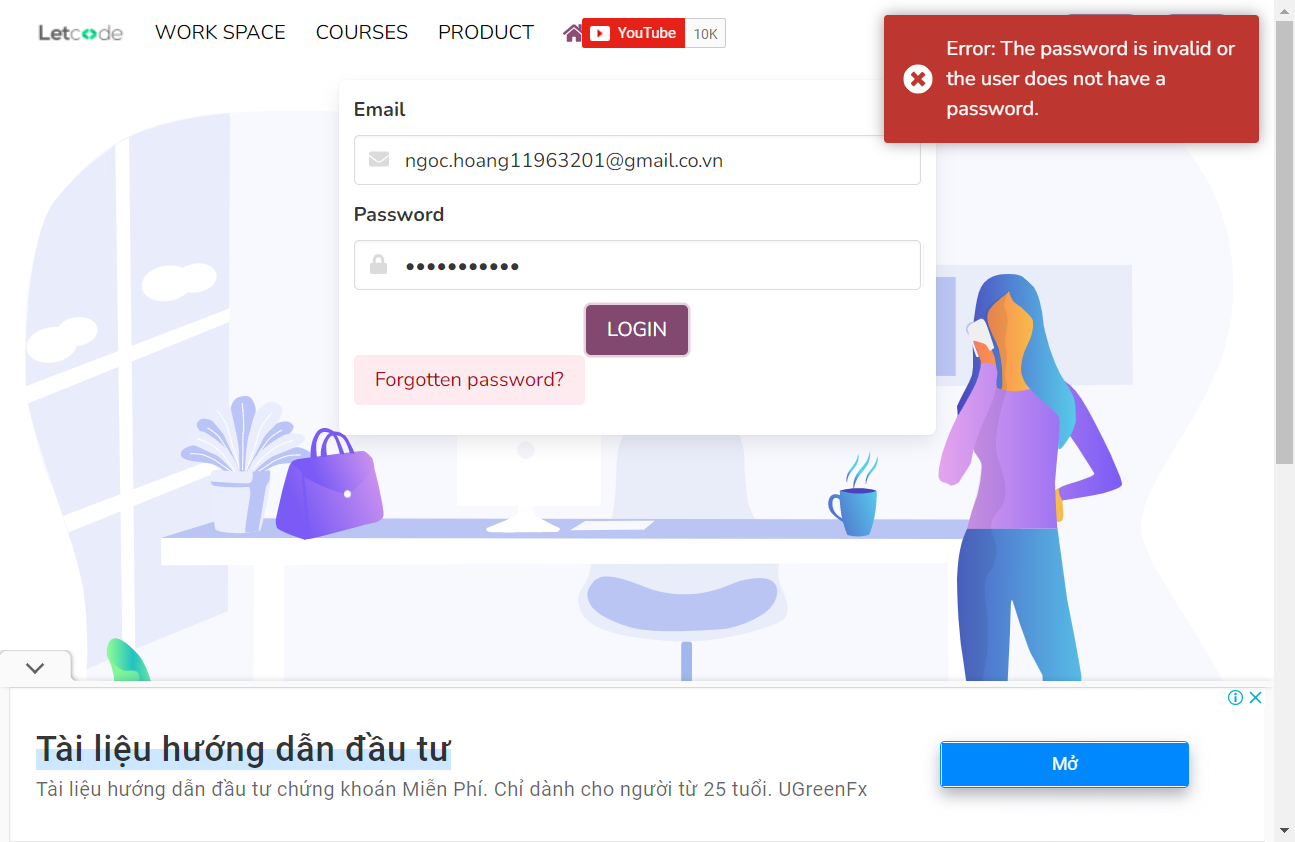 Letcode
WORK SPACE
COURSES
PRODUCT
YouTube
10K
Error: The password is invalid or
the user does not have a
password.
Email
ngoc.hoang11963201@gmail.co.vn
Password
•••••••••••
LOGIN
Forgotten password?
Tài liệu hướng dẫn đầu tư
Tài liệu hướng dẫn đầu tư chứng khoán Miễn Phí. Chỉ dành cho người từ 25 tuổi. UGreenFx
Mở